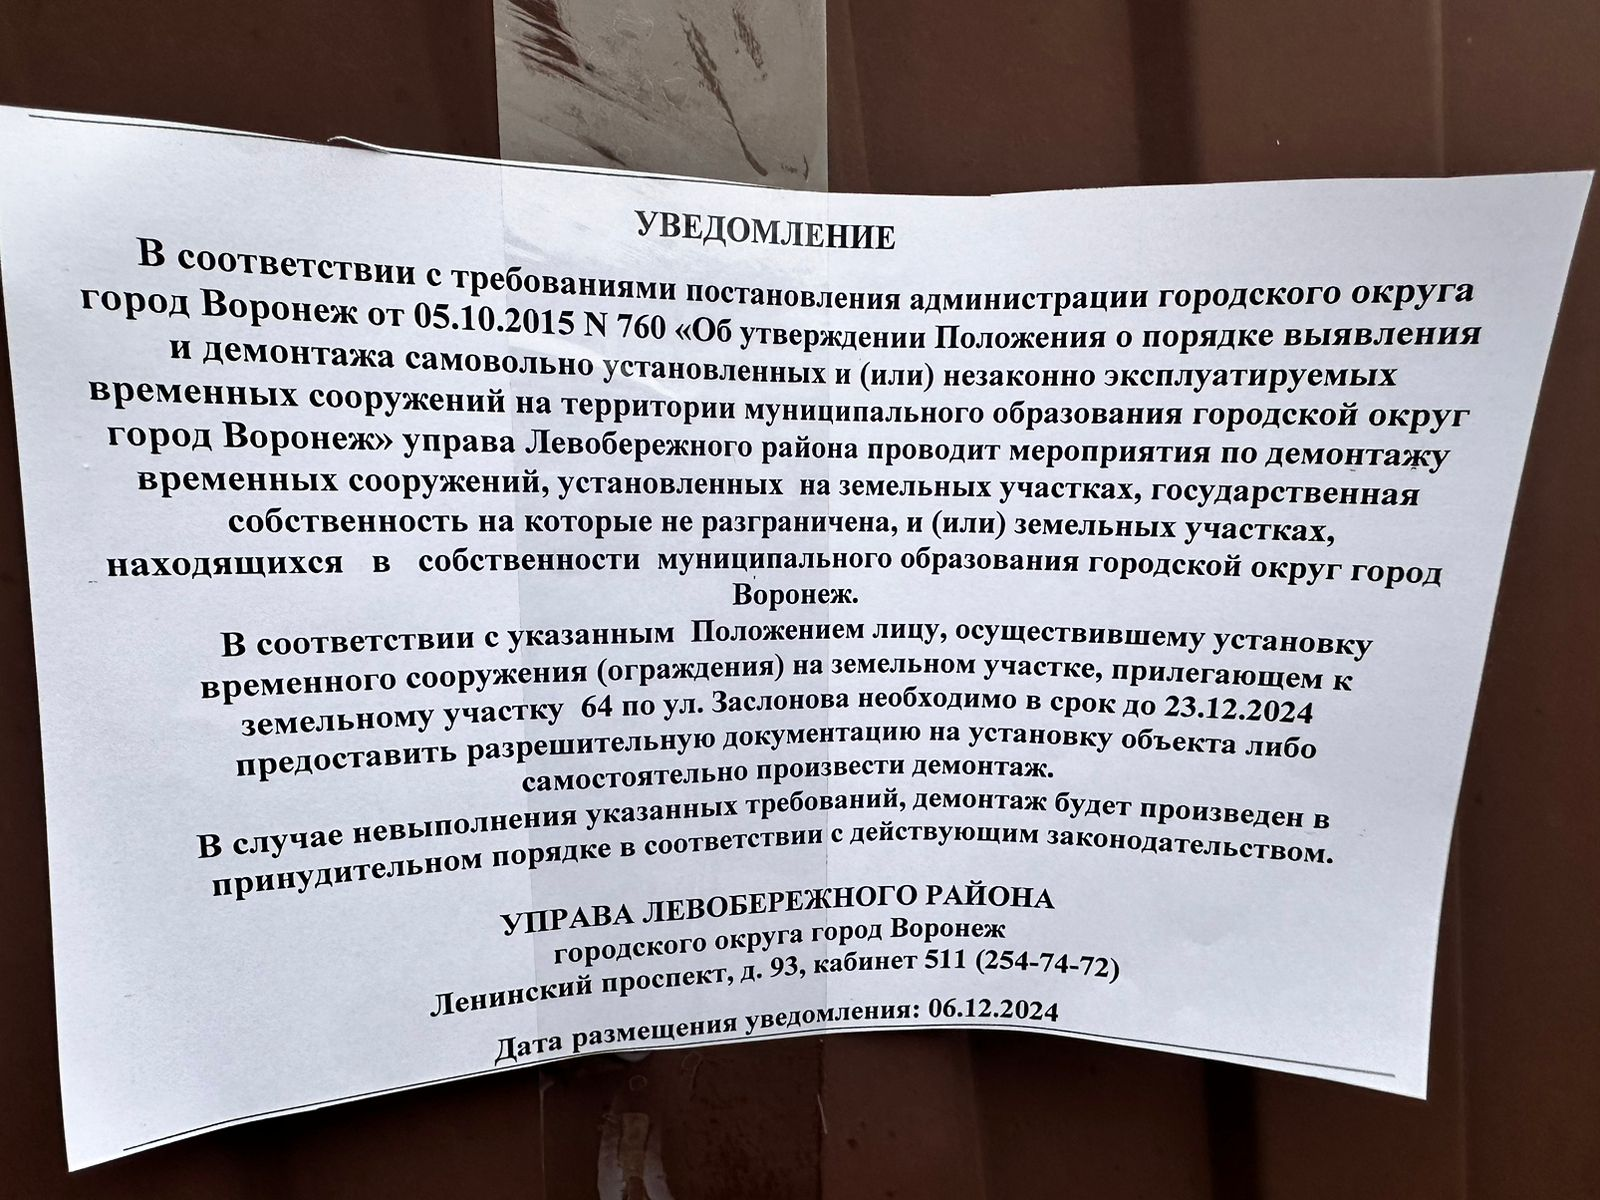 УВЕДОМЛЕНИЕ
В соответствии с требованиями постановления администрации городского округа
город Воронеж от 05.10.2015 N 760 «Об утверждении Положения о порядке выявления
и демонтажа самовольно установленных и (или) незаконно эксплуатируемых
временных сооружений на территории муниципального образования городской округ
город Воронеж» управа Левобережного района проводит мероприятия по демонтажу
временных сооружений, установленных на земельных участках, государственная
собственность на которые не разграничена, и (или) земельных участках,
находящихся в собственности муниципального образования городской округ город
Воронеж.
В соответствии с указанным Положением лицу, осуществившему установку
временного сооружения (ограждения) на земельном участке, прилегающем к
земельному участку 64 по ул. Заслонова необходимо в срок до 23.12.2024
предоставить разрешительную документацию на установку объекта либо
самостоятельно произвести демонтаж.
В случае невыполнения указанных требований, демонтаж будет произведен в
принудительном порядке в соответствии с действующим законодательством.
УПРАВА ЛЕВОБЕРЕЖНОГО РАЙОНА
городского округа город Воронеж
Ленинский проспект, д. 93, кабинет 511 (254-74-72)
Дата размещения уведомления: 06.12.2024